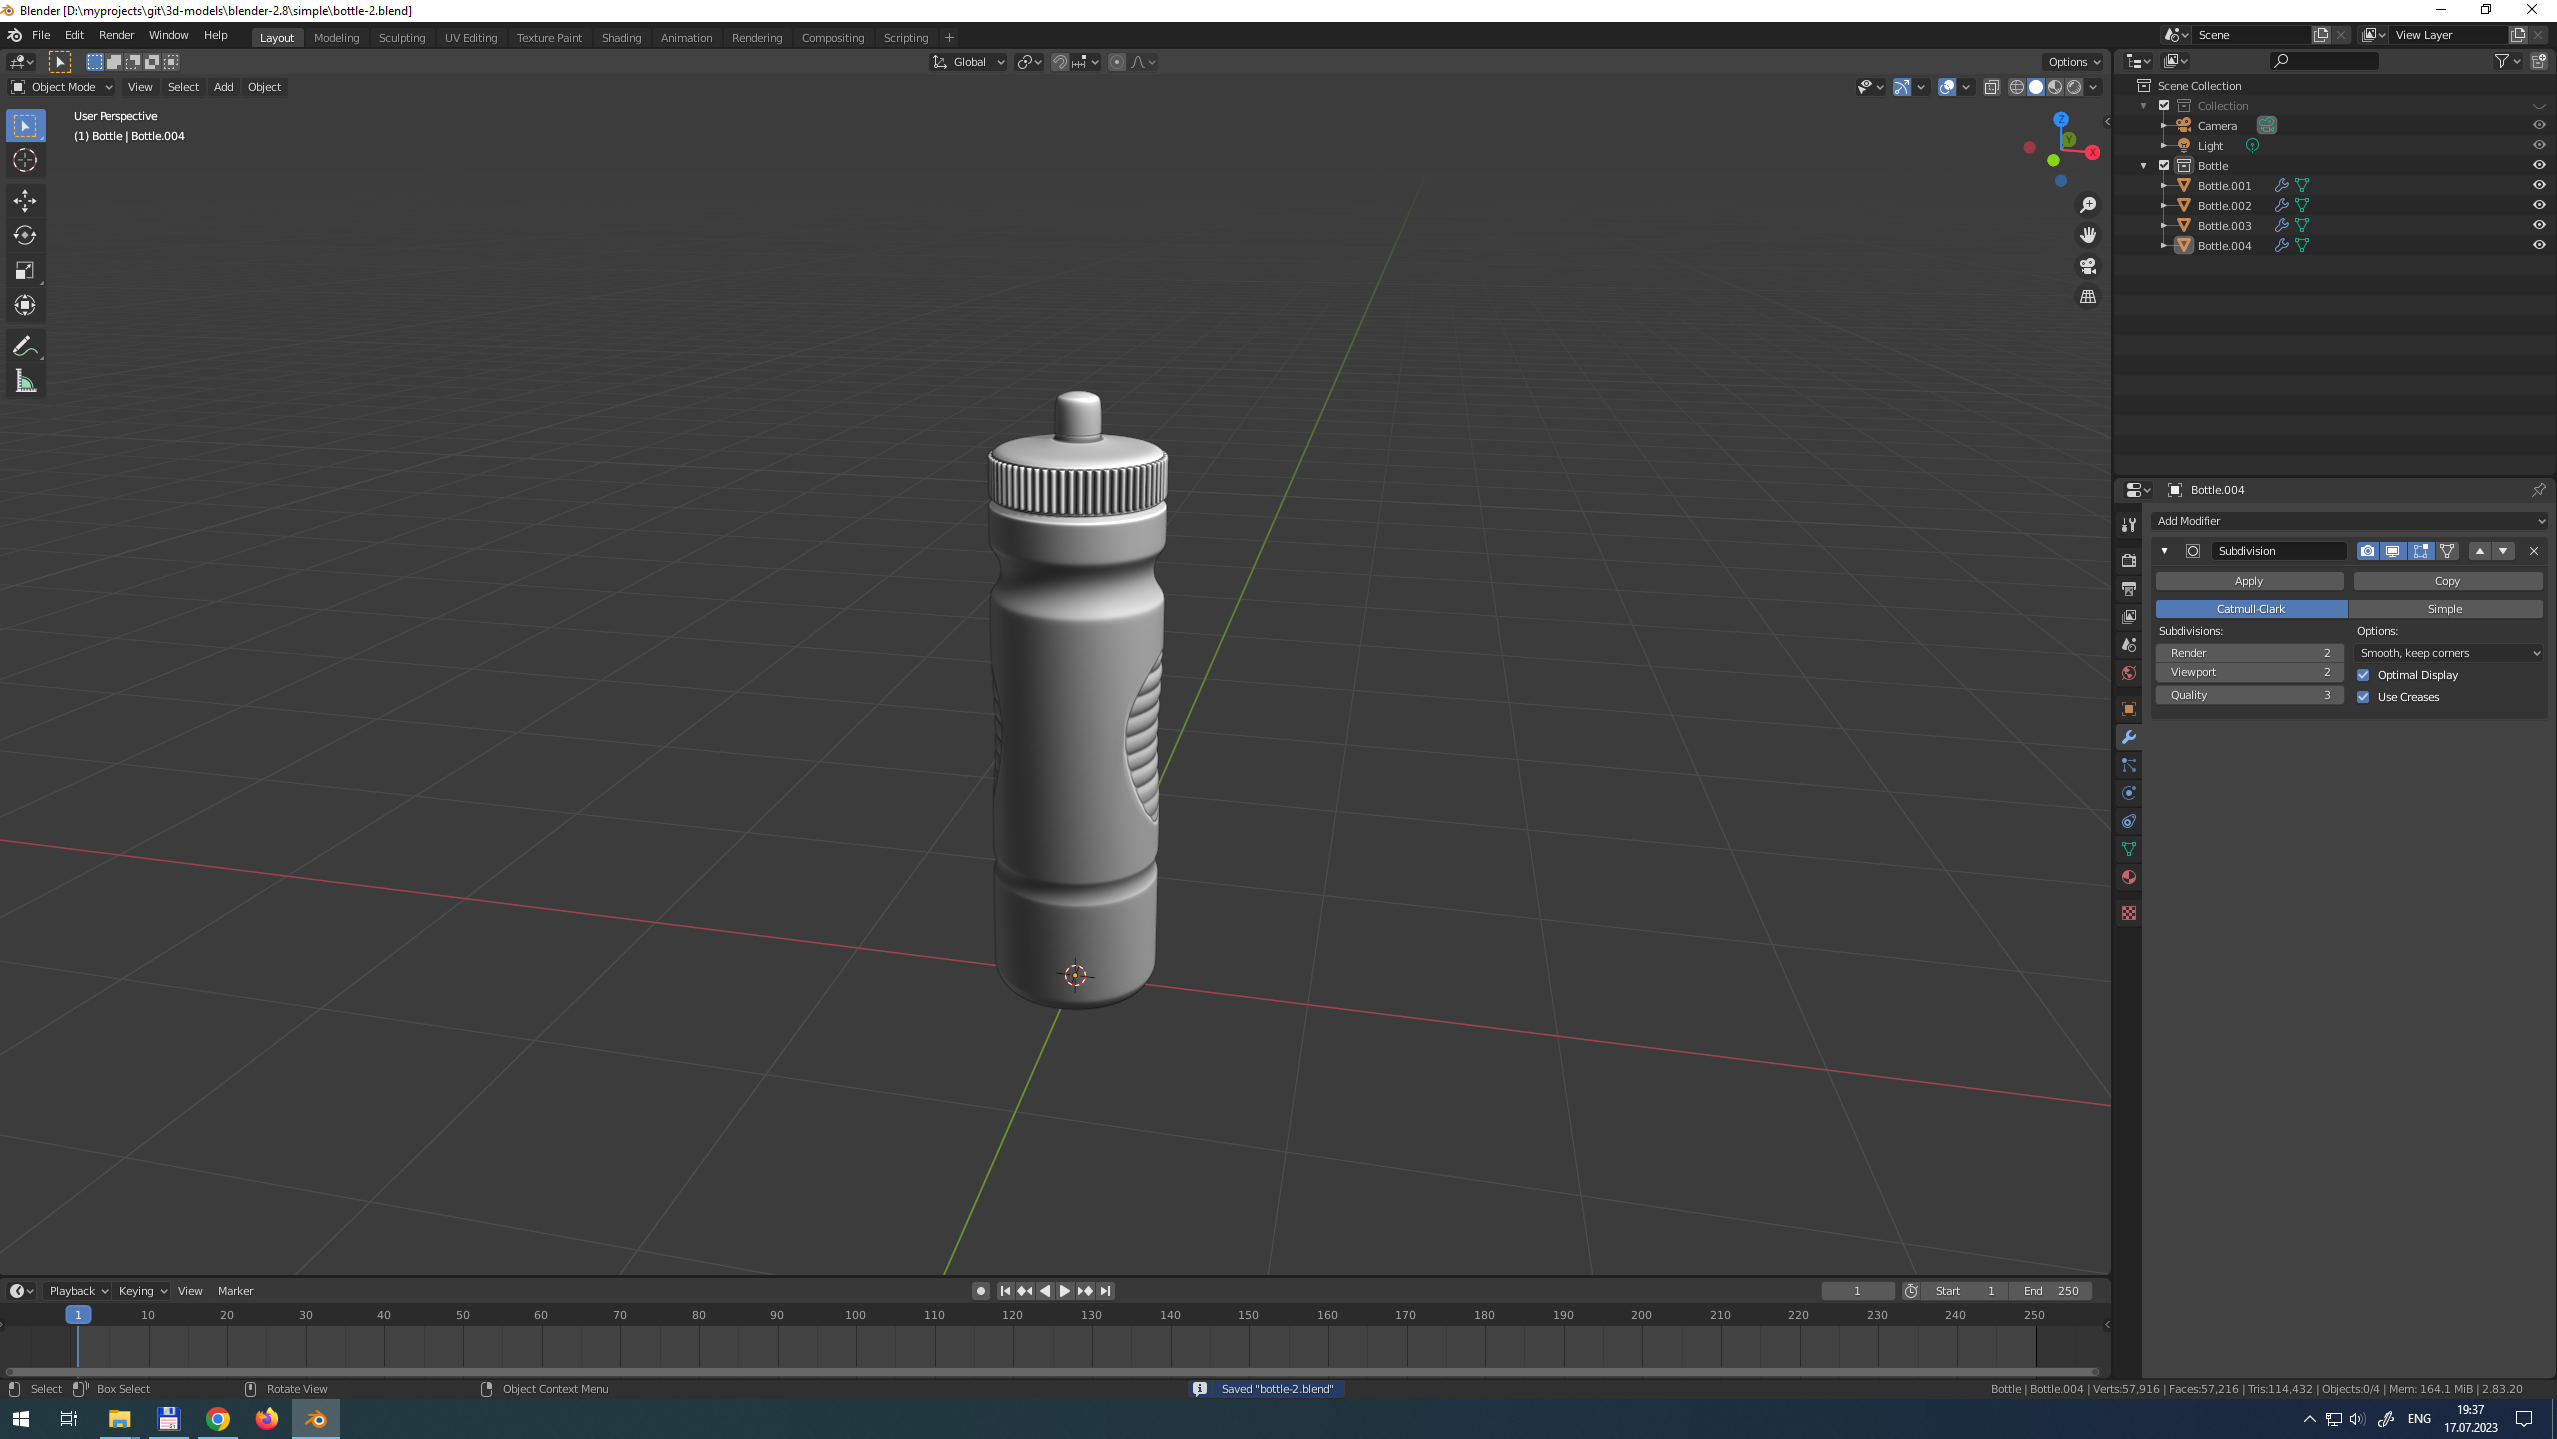 Blender [D:\myprojects\git\3d-models\blender-2.8\simple\bottle-2.blend]
File Edit Render Window Help Layout Modeling Sculpting UV Editing Texture Paint Shading Animation Rendering Compositing Scripting + Scene View Layer
Global Options
Object Mode View Select Add Object
User Perspective
(1) Bottle | Bottle.004
Z
Y
X
Scene Collection
Collection
Camera
Light
Bottle
Bottle.001
Bottle.002
Bottle.003
Bottle.004
Bottle.004
Add Modifier
Subdivision
Apply Copy
Catmull-Clark Simple
Subdivisions: Options:
Render 2 Smooth, keep corners
Viewport 2 Optimal Display
Quality 3 Use Creases
Playback Keying View Marker 1 Start 1 End 250
1 10 20 30 40 50 60 70 80 90 100 110 120 130 140 150 160 170 180 190 200 210 220 230 240 250
Select Box Select Rotate View Object Context Menu Saved "bottle-2.blend" Bottle | Bottle.004 | Verts:57,916 | Faces:57,216 | Tris:114,432 | Objects:0/4 | Mem: 164.1 MiB | 2.83.20
ENG
19:37
17.07.2023